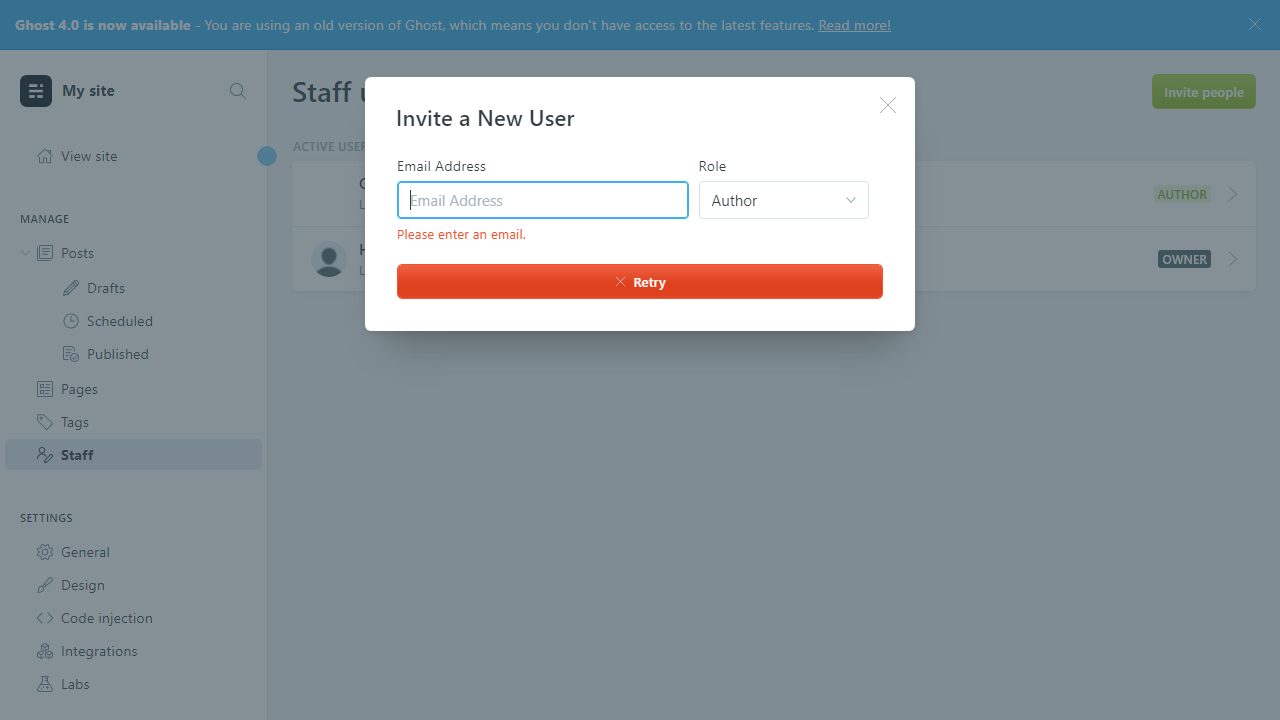 Ghost 4.0 is now available - You are using an old version of Ghost, which means you don't have access to the latest features. Read more!
My site
View site
MANAGE
Posts
Drafts
Scheduled
Published
Pages
Tags
Staff
SETTINGS
General
Design
Code injection
Integrations
Labs
Staff
Invite people
ACTIVE USER
AUTHOR
OWNER
Invite a New User
Email Address
Role
Email Address
Author
Please enter an email.
Retry